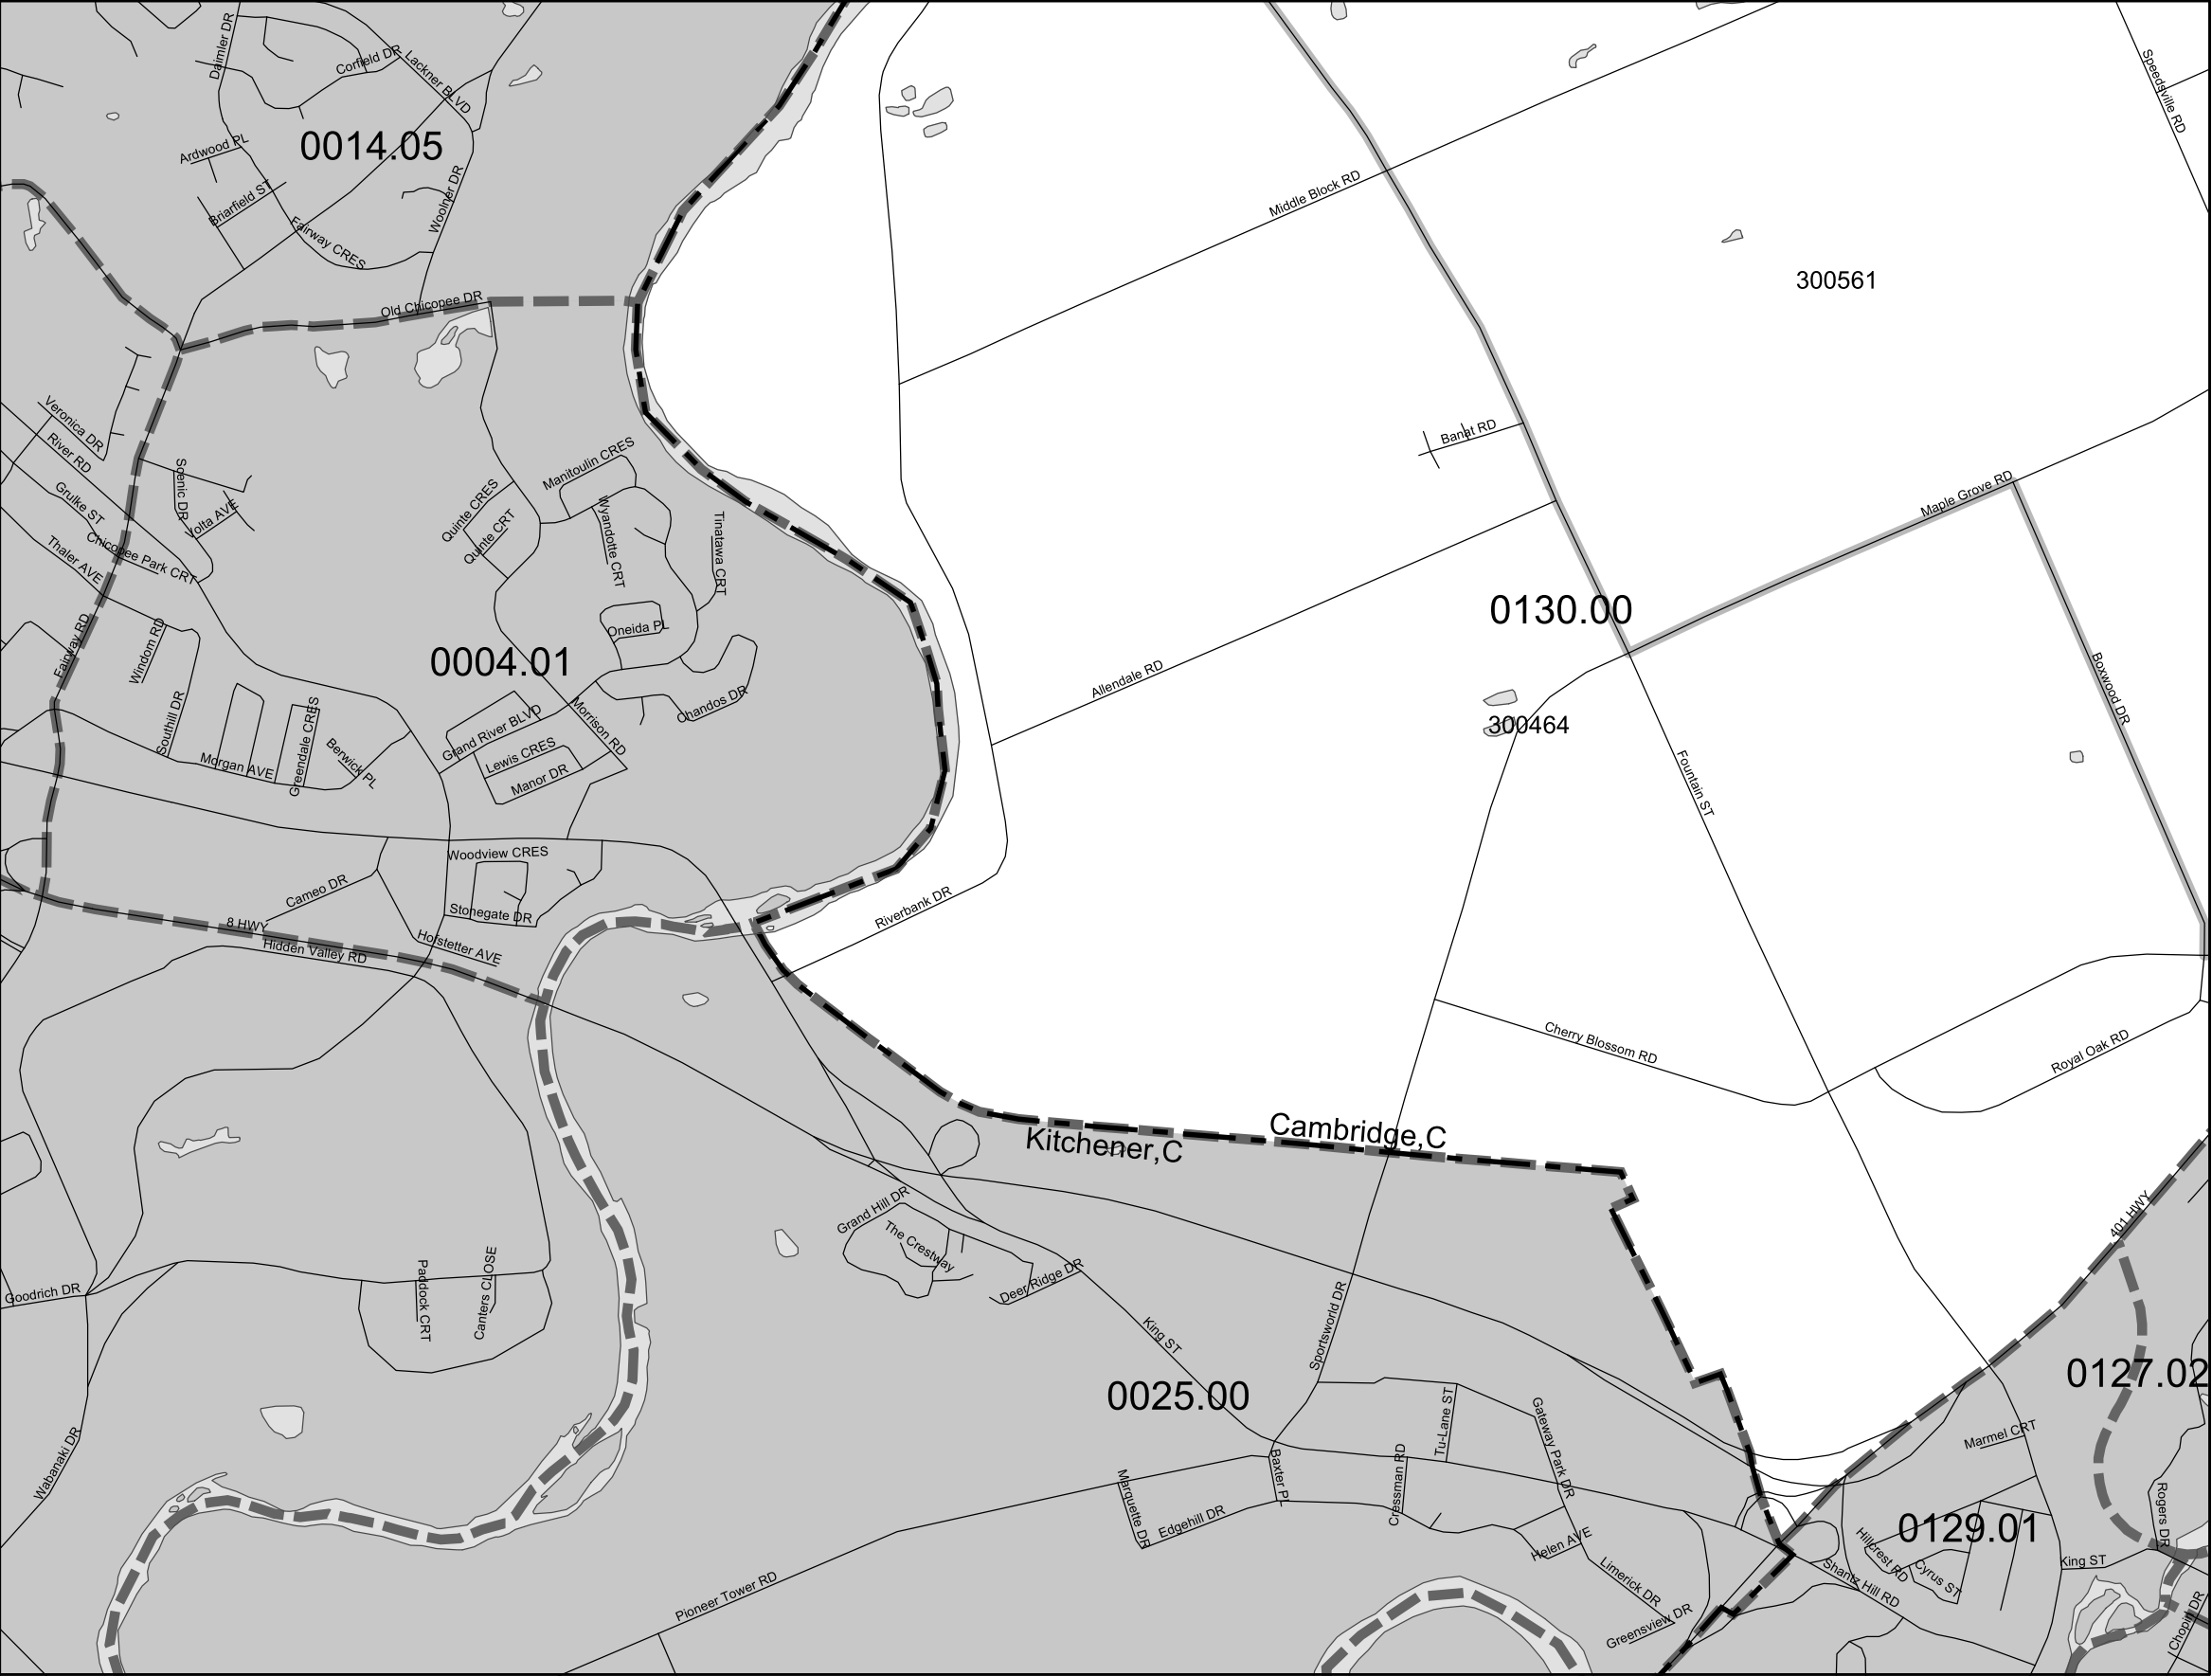 Daimler DR
Corfield DR
Lackner BLVD
0014.05
Ardwood PL
Briarfield ST
Fairway CRES
Woolner DR
Old Chicopee DR
Middle Block RD
Speedsville RD
300561
Banat RD
Maple Grove RD
0130.00
Allendale RD
300464
Boxwood DR
Fountain ST
Veronica DR
River RD
Grulke ST
Thaler AVE
Chicopee Park CRT
Scenic DR
Volta AVE
Quinte CRES
Quinte CRT
Manitoulin CRES
Wyandotte CRT
Tinatawa CRT
Oneida PL
Fairway RD
Windom RD
0004.01
Southill DR
Morgan AVE
Greendale CRES
Berwick PL
Grand River BLVD
Morrison RD
Chandos DR
Lewis CRES
Manor DR
Woodview CRES
Cameo DR
Stonegate DR
8 HWY
Hidden Valley RD
Hofstetter AVE
Riverbank DR
Cherry Blossom RD
Royal Oak RD
Cambridge,C
Kitchener,C
401 HWY
Grand Hill DR
The Crestway
Deer Ridge DR
Goodrich DR
Paddock CRT
Canters CLOSE
King ST
Sportsworld DR
0025.00
0127.02
Wabanaki DR
Tu-Lane ST
Gateway Park DR
Marmel CRT
Marquette DR
Baxter PL
Cressman RD
Edgehill DR
Helen AVE
Limerick DR
Greensview DR
Pioneer Tower RD
0129.01
Hillcrest RD
Cyrus ST
Shantz Hill RD
Rogers DR
King ST
Chopin DR